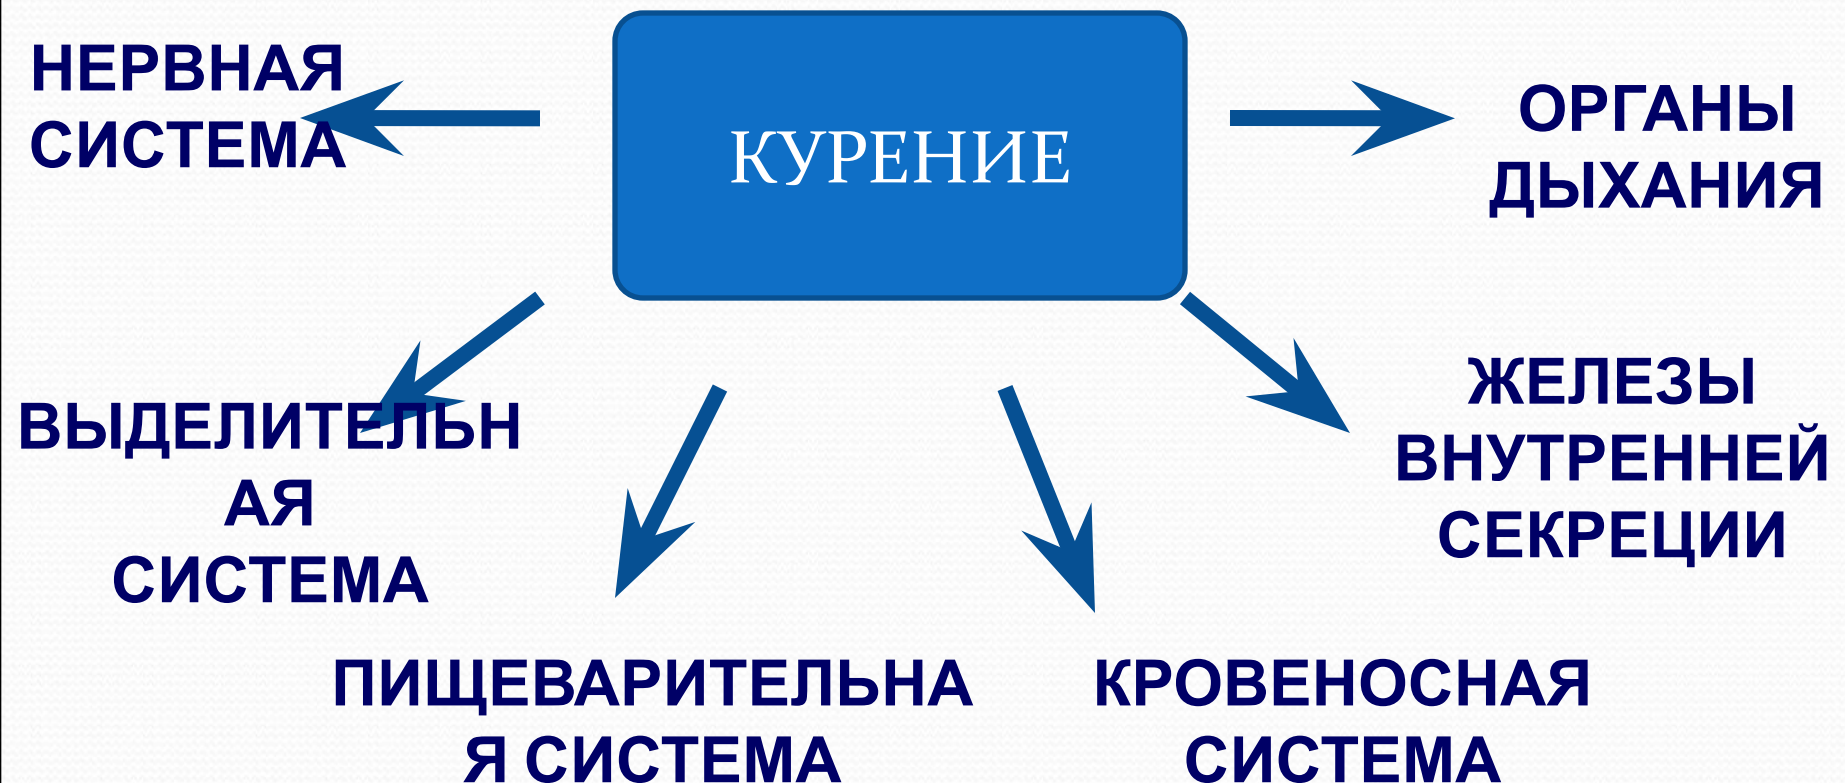 НЕРВНАЯ
СИСТЕМА
КУРЕНИЕ
ОРГАНЫ
ДЫХАНИЯ
ВЫДЕЛИТЕЛЬН
АЯ
СИСТЕМА
ЖЕЛЕЗЫ
ВНУТРЕННЕЙ
СЕКРЕЦИИ
ПИЩЕВАРИТЕЛЬНА
Я СИСТЕМА
КРОВЕНОСНАЯ
СИСТЕМА